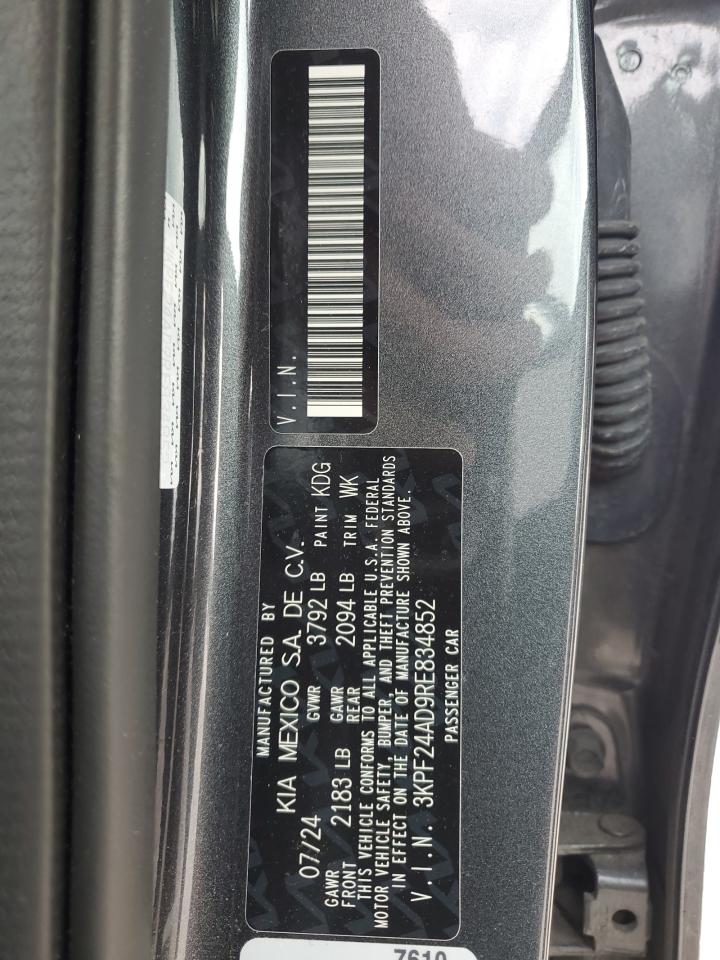 MANUFACTURED BY
KIA MEXICO S.A. DE C.V.
07/24 GVWR 3792 LB PAINT KDG
GAWR FRONT 2183 LB GAWR REAR 2094 LB TRIM WK
THIS VEHICLE CONFORMS TO ALL APPLICABLE U.S.A. FEDERAL
MOTOR VEHICLE SAFETY, BUMPER, AND THEFT PREVENTION STANDARDS
IN EFFECT ON THE DATE OF MANUFACTURE SHOWN ABOVE.
V.I.N. 3KPF24AD9RE834852
PASSENGER CAR
V.I.N.
7610